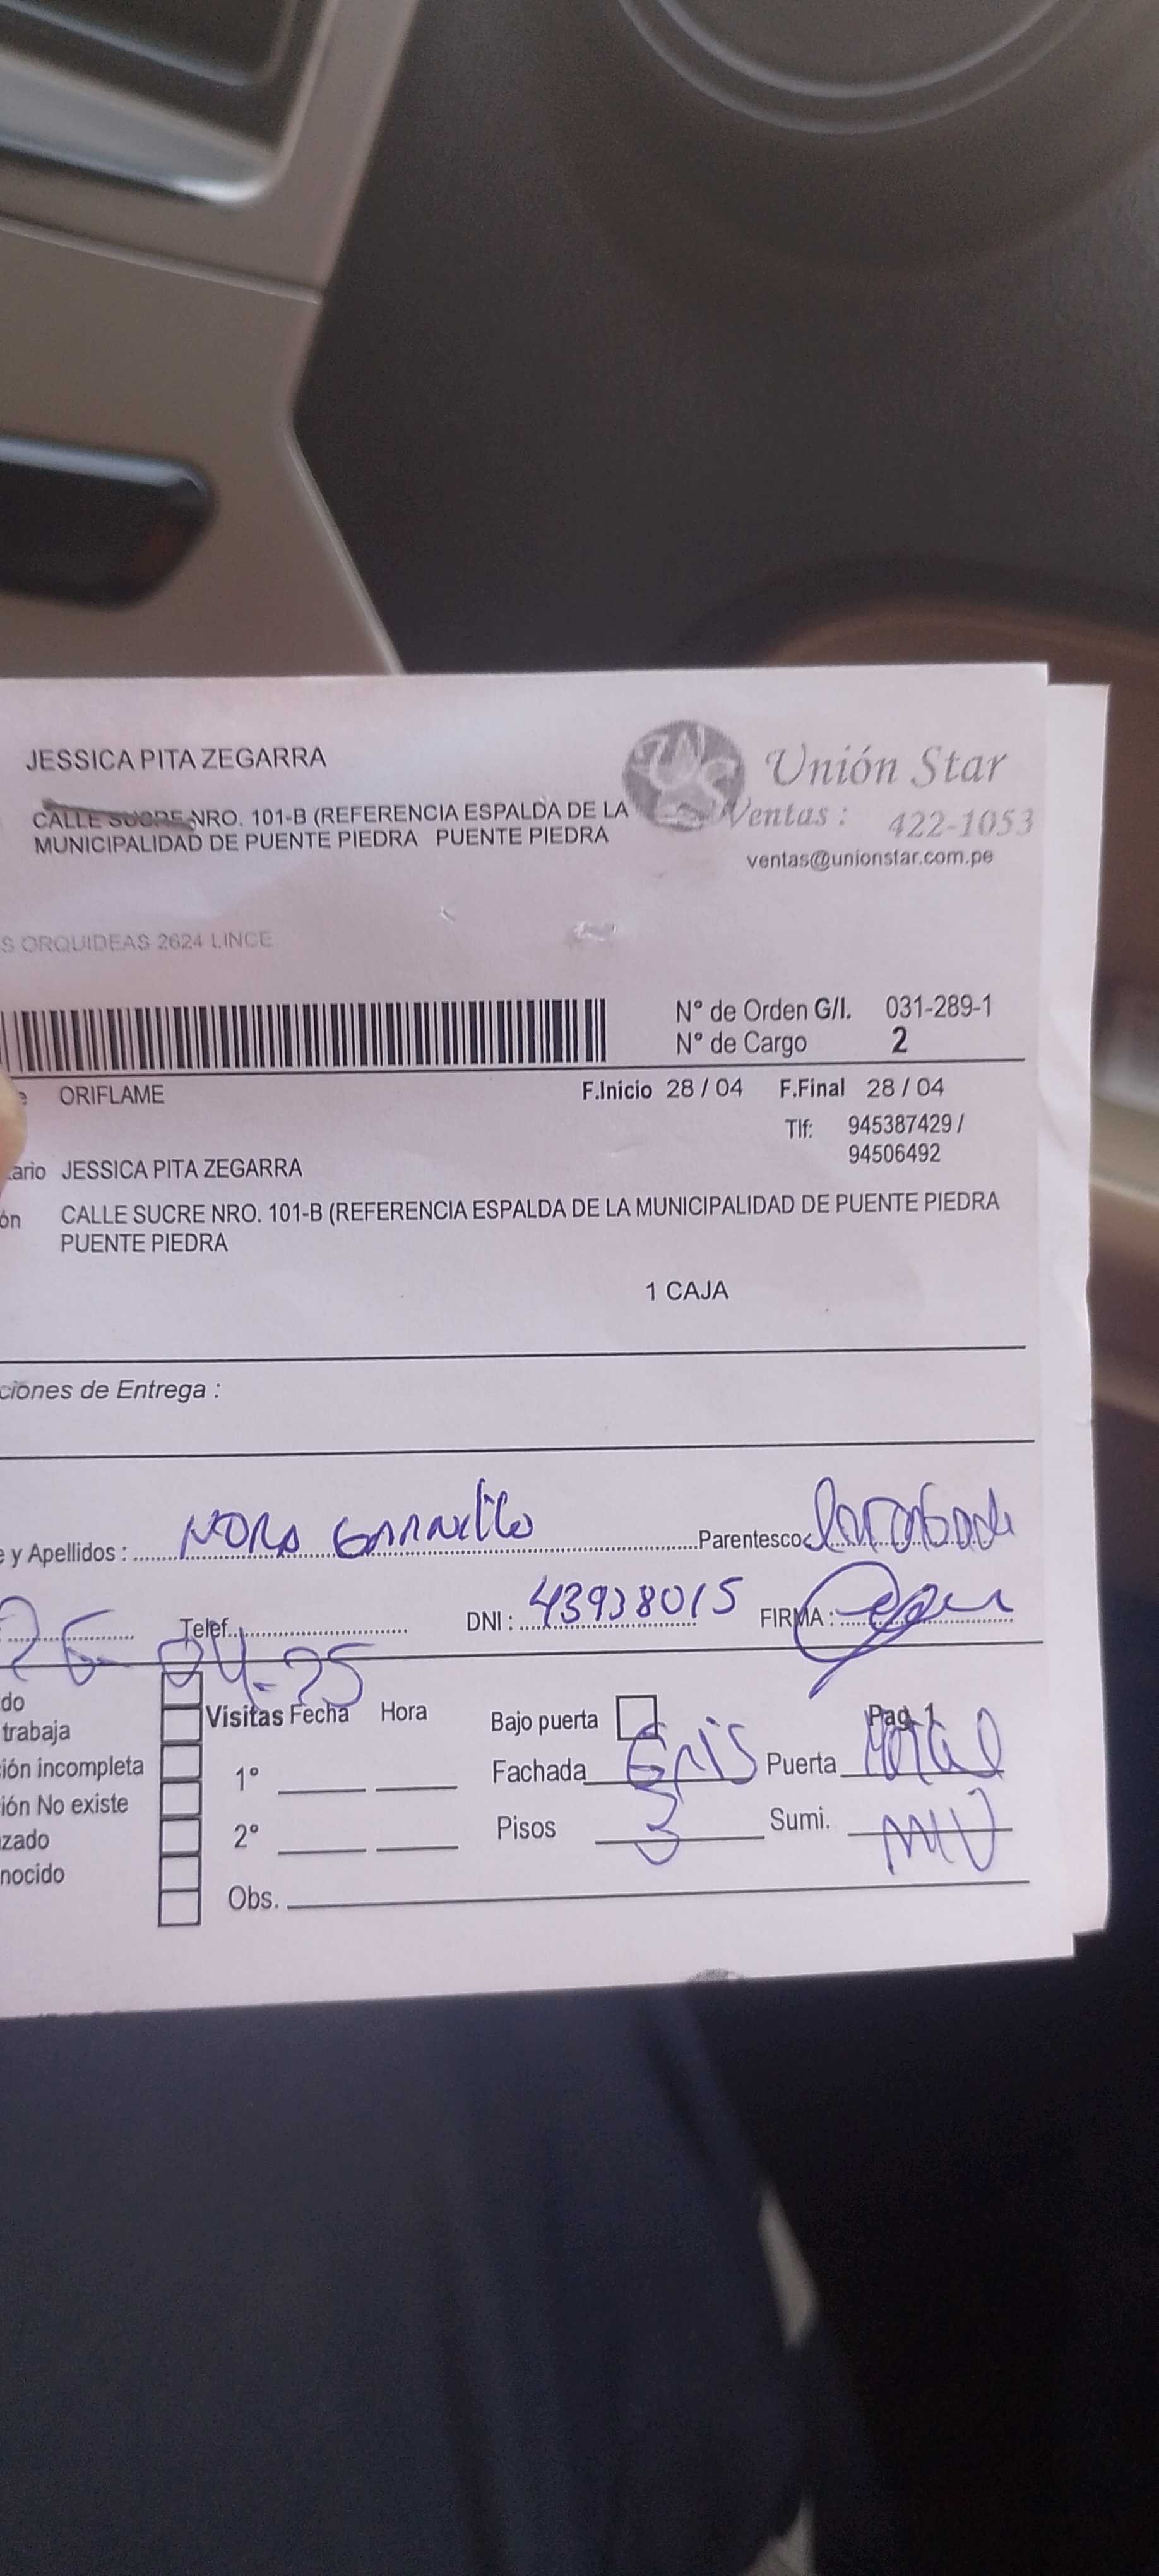 JESSICA PITA ZEGARRA
Unión Star
CALLE SUCRE NRO. 101-B (REFERENCIA ESPALDA DE LA
MUNICIPALIDAD DE PUENTE PIEDRA PUENTE PIEDRA
Ventas : 422-1053
ventas@unionstar.com.pe
S ORQUIDEAS 2624 LINCE
N° de Orden G/I. 031-289-1
N° de Cargo 2
ORIFLAME
F.Inicio 28 / 04 F.Final 28 / 04
Tlf: 945387429 /
94506492
ario JESSICA PITA ZEGARRA
ón CALLE SUCRE NRO. 101-B (REFERENCIA ESPALDA DE LA MUNICIPALIDAD DE PUENTE PIEDRA
PUENTE PIEDRA
1 CAJA
ciones de Entrega :
e y Apellidos : NORA Parentesco
Telef. DNI : 43938015 FIRMA :
04-25
do
trabaja
ión incompleta
ión No existe
zado
nocido
Visitas Fecha Hora
1°
2°
Obs.
Bajo puerta Pag. 1
Fachada Gris Puerta Metal
Pisos 3 Sumi.